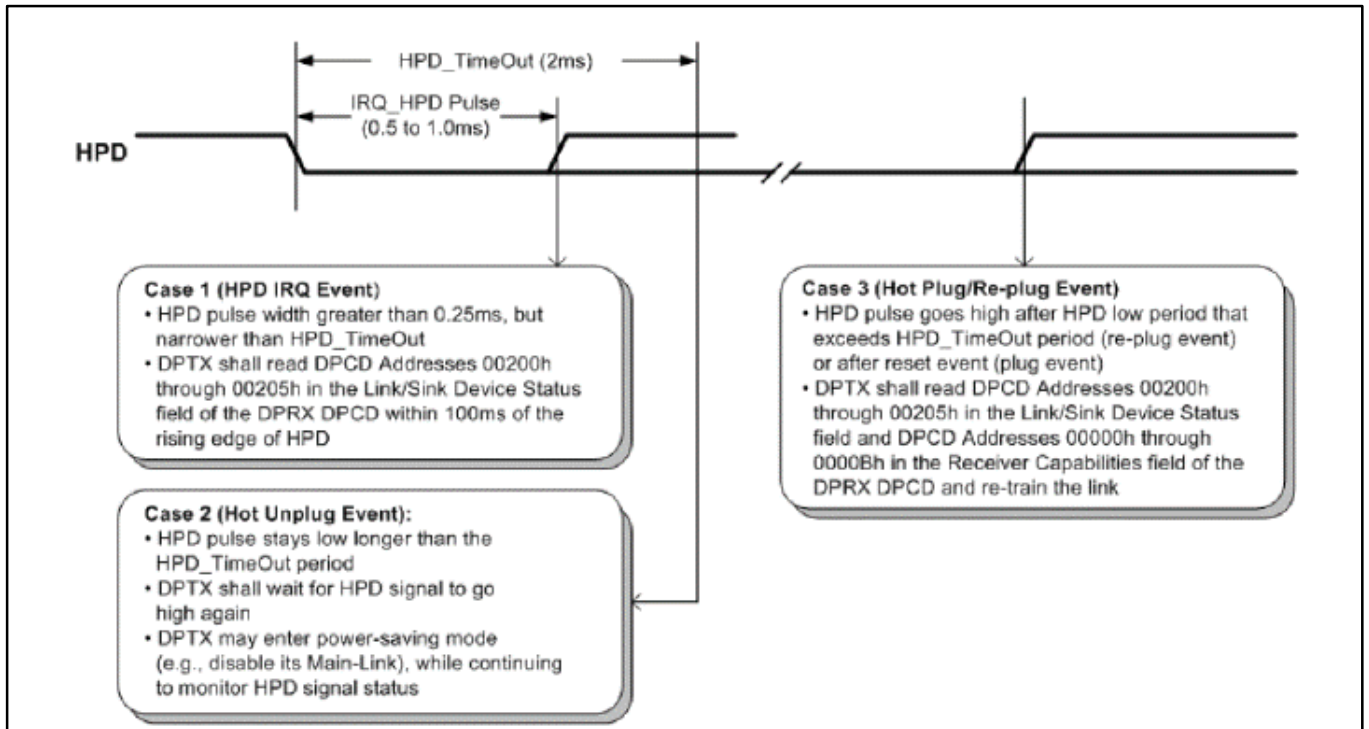 HPD_TimeOut (2ms)
IRQ_HPD Pulse
(0.5 to 1.0ms)
HPD
Case 1 (HPD IRQ Event)
• HPD pulse width greater than 0.25ms, but
narrower than HPD_TimeOut
• DPTX shall read DPCD Addresses 00200h
through 00205h in the Link/Sink Device Status
field of the DPRX DPCD within 100ms of the
rising edge of HPD
Case 2 (Hot Unplug Event):
• HPD pulse stays low longer than the
HPD_TimeOut period
• DPTX shall wait for HPD signal to go
high again
• DPTX may enter power-saving mode
(e.g., disable its Main-Link), while continuing
to monitor HPD signal status
Case 3 (Hot Plug/Re-plug Event)
• HPD pulse goes high after HPD low period that
exceeds HPD_TimeOut period (re-plug event)
or after reset event (plug event)
• DPTX shall read DPCD Addresses 00200h
through 00205h in the Link/Sink Device Status
field and DPCD Addresses 00000h through
0000Bh in the Receiver Capabilities field of the
DPRX DPCD and re-train the link